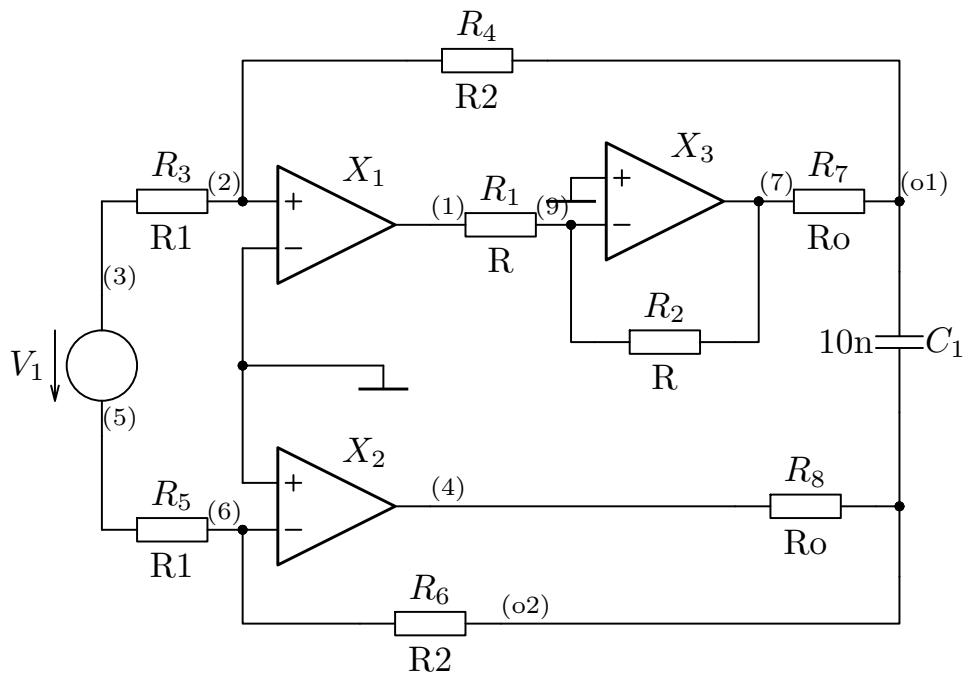 R4
R2
X1
X3
R3
(2)
+
+
R1
(1)
(9)
(7)
R7
(o1)
R1
−
−
R
Ro
(3)
R2
V1
10n
C1
R
(5)
X2
R8
R5
(6)
+
(4)
R1
−
Ro
R6
(o2)
R2